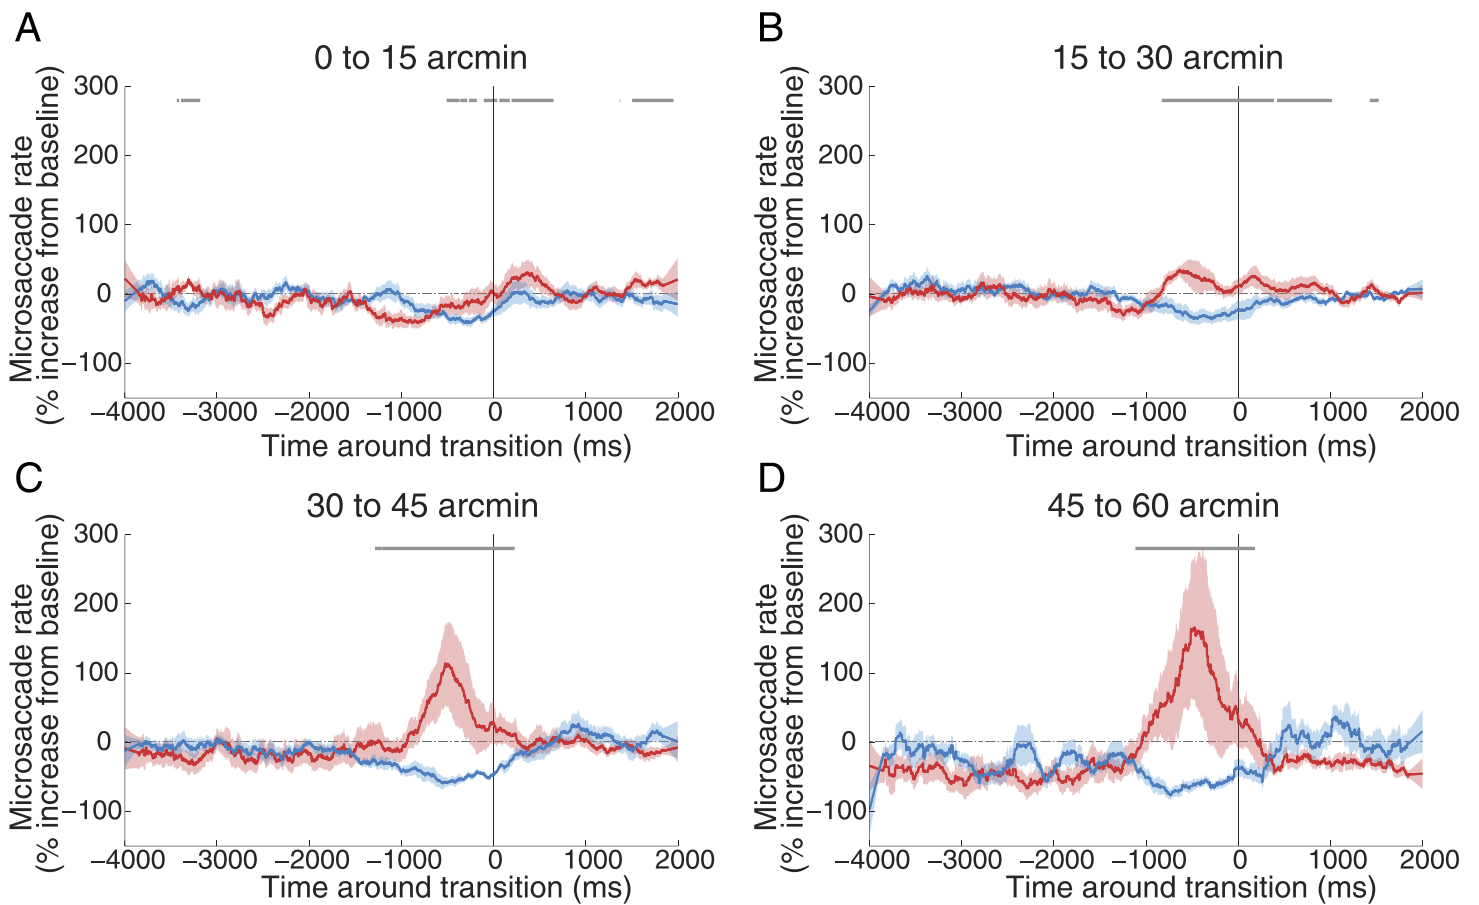 A
0 to 15 arcmin
Microsaccade rate
(% increase from baseline)
300
200
100
0
−100
−4000 −3000 −2000 −1000 0 1000 2000
Time around transition (ms)
B
15 to 30 arcmin
Microsaccade rate
(% increase from baseline)
300
200
100
0
−100
−4000 −3000 −2000 −1000 0 1000 2000
Time around transition (ms)
C
30 to 45 arcmin
Microsaccade rate
(% increase from baseline)
300
200
100
0
−100
−4000 −3000 −2000 −1000 0 1000 2000
Time around transition (ms)
D
45 to 60 arcmin
Microsaccade rate
(% increase from baseline)
300
200
100
0
−100
−4000 −3000 −2000 −1000 0 1000 2000
Time around transition (ms)